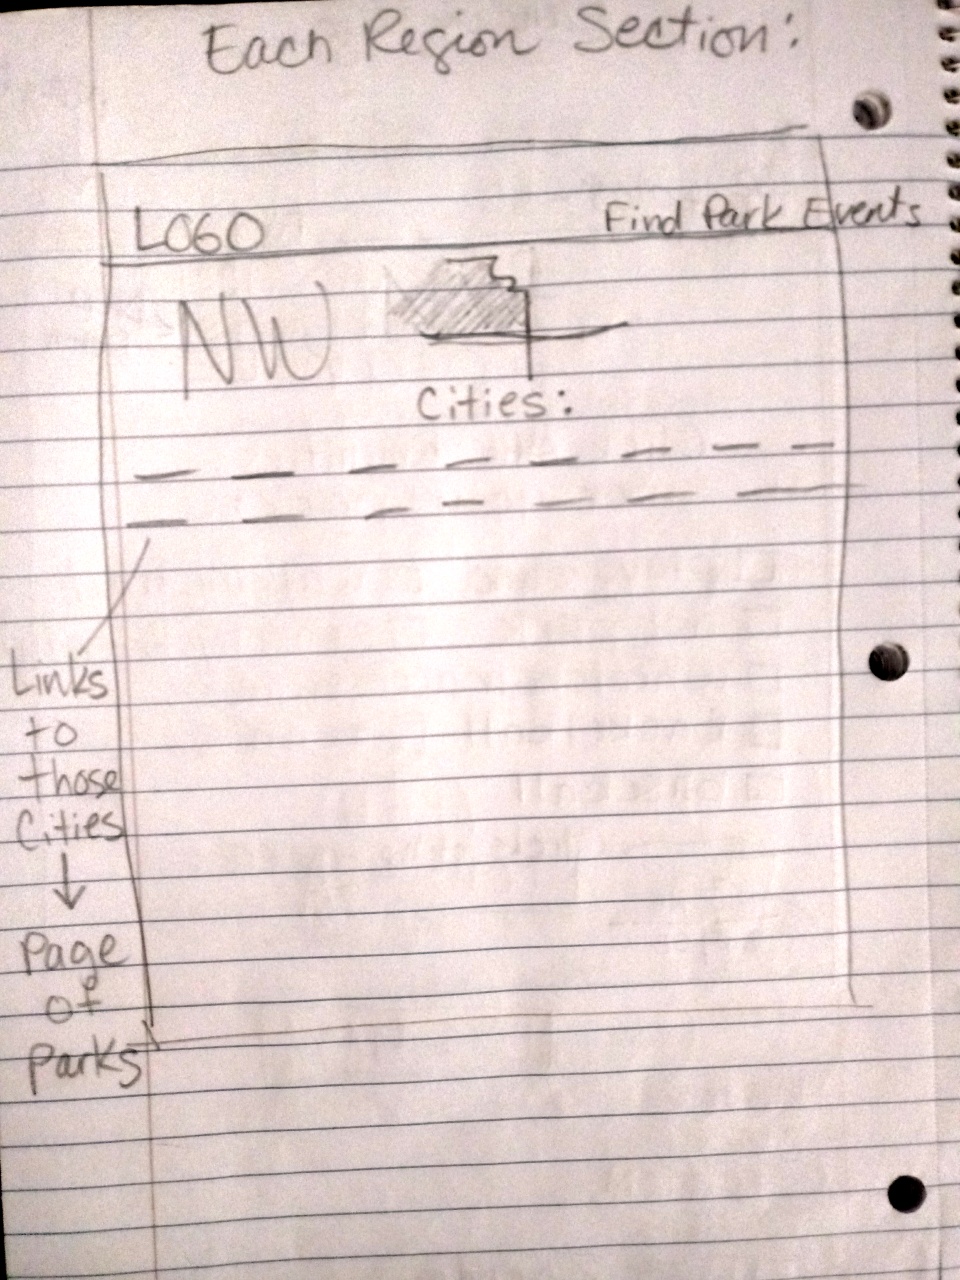 Each Region Section:
LOGO
Find Park Events
NW
Cities:
Links
to
those
Cities
Page
of
Parks